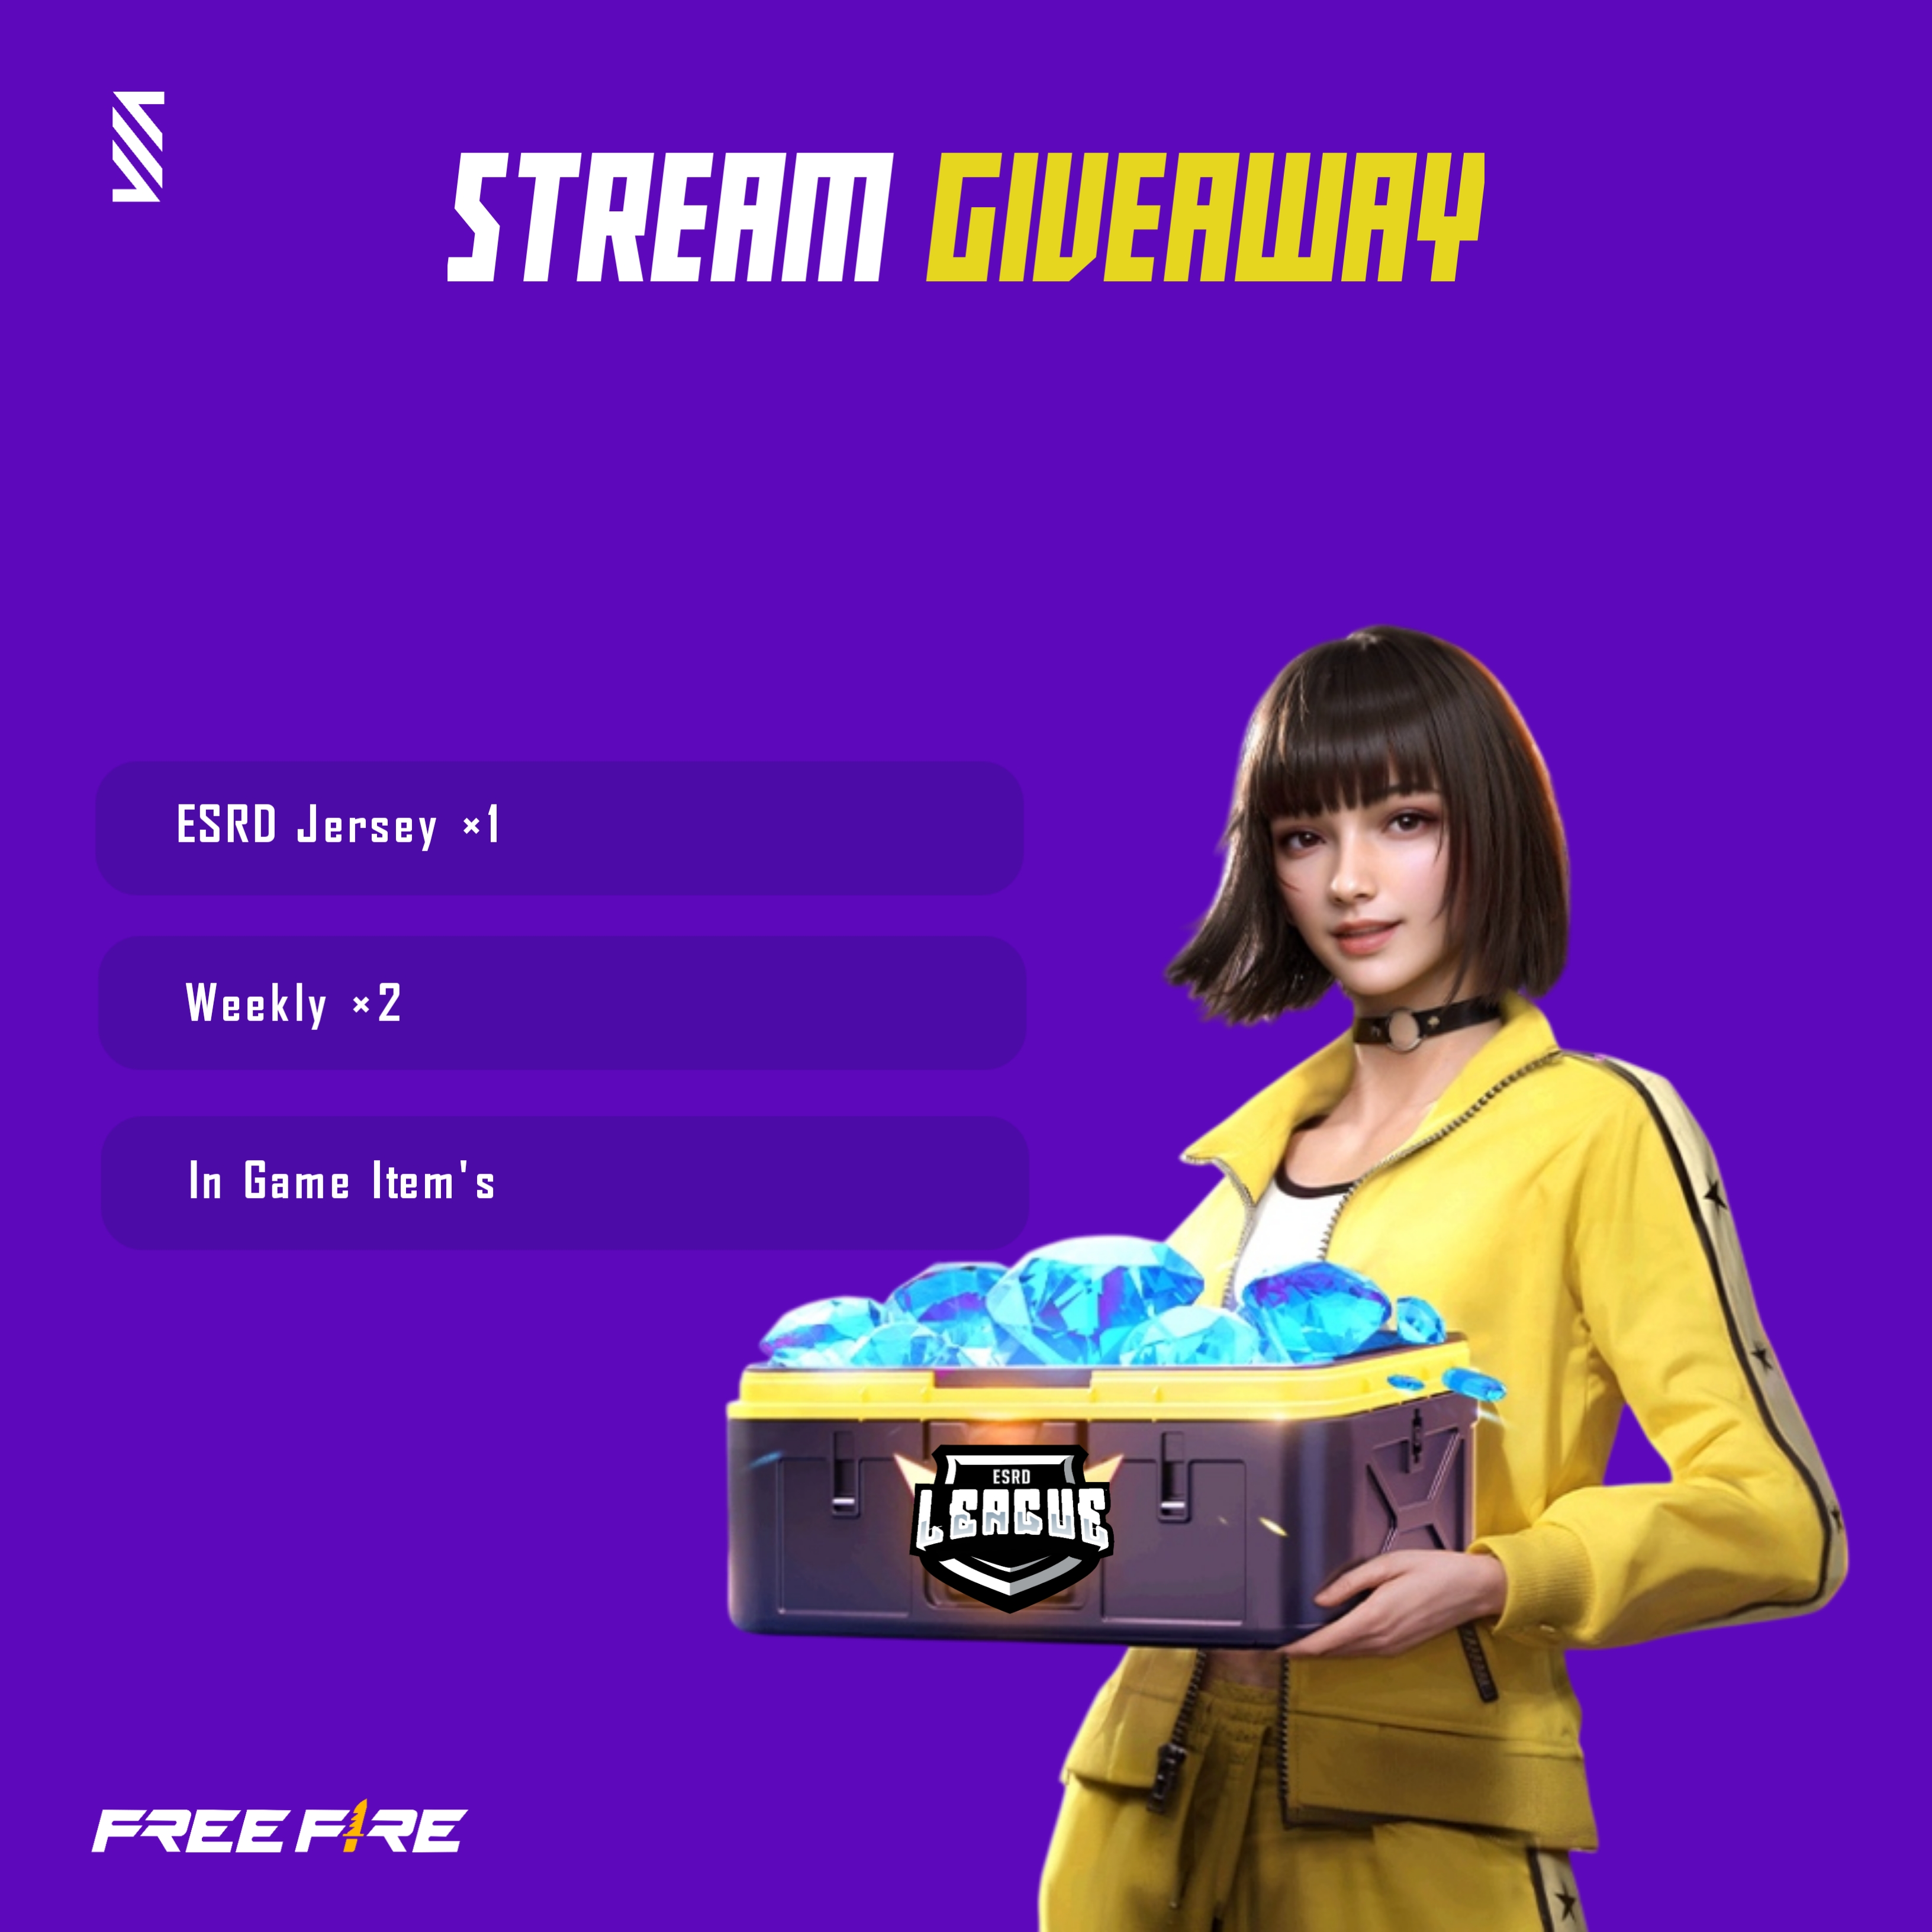 STREAM GIVEAWAY
ESRD Jersey ×1
Weekly ×2
In Game Item's
ESRD
LEAGUE
FREE FIRE